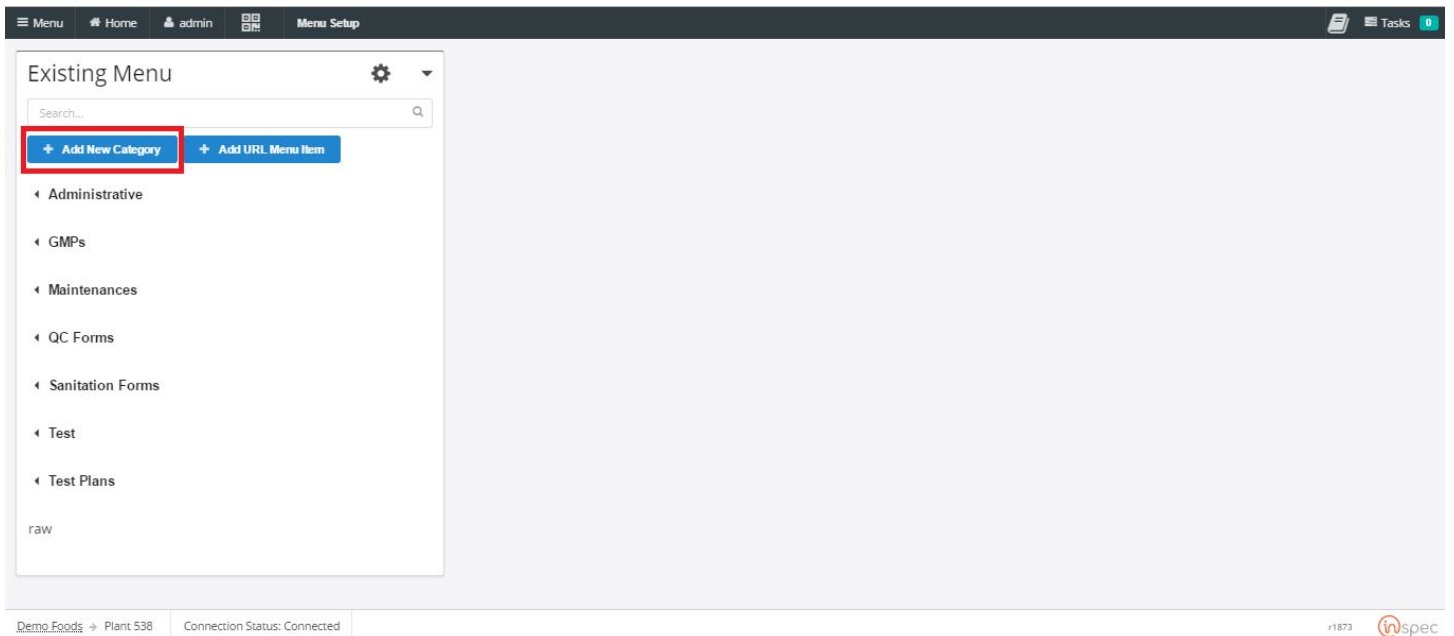 Menu Home admin Menu Setup Tasks 0
Existing Menu
Search...
+ Add New Category + Add URL Menu Item
Administrative
GMPs
Maintenances
QC Forms
Sanitation Forms
Test
Test Plans
raw
Demo Foods → Plant 538 Connection Status: Connected r1873 inspec